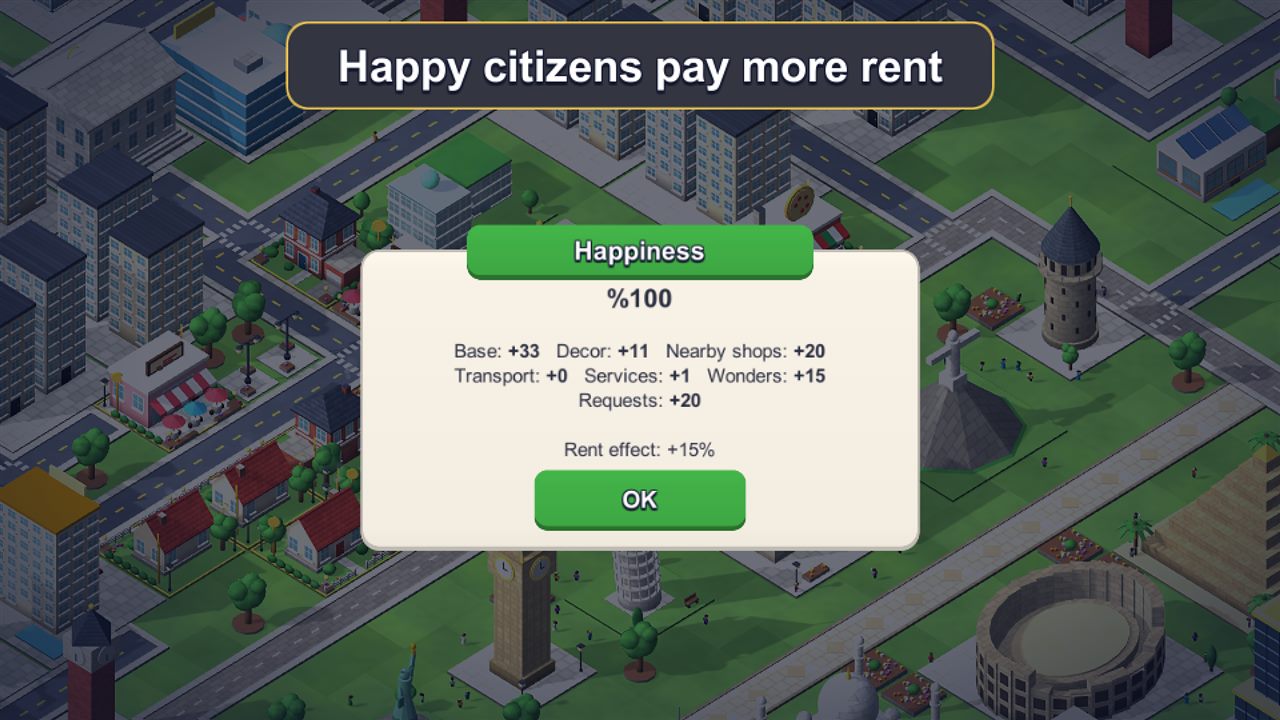 Happy citizens pay more rent
Happiness
%100
Base: +33 Decor: +11 Nearby shops: +20
Transport: +0 Services: +1 Wonders: +15
Requests: +20
Rent effect: +15%
OK